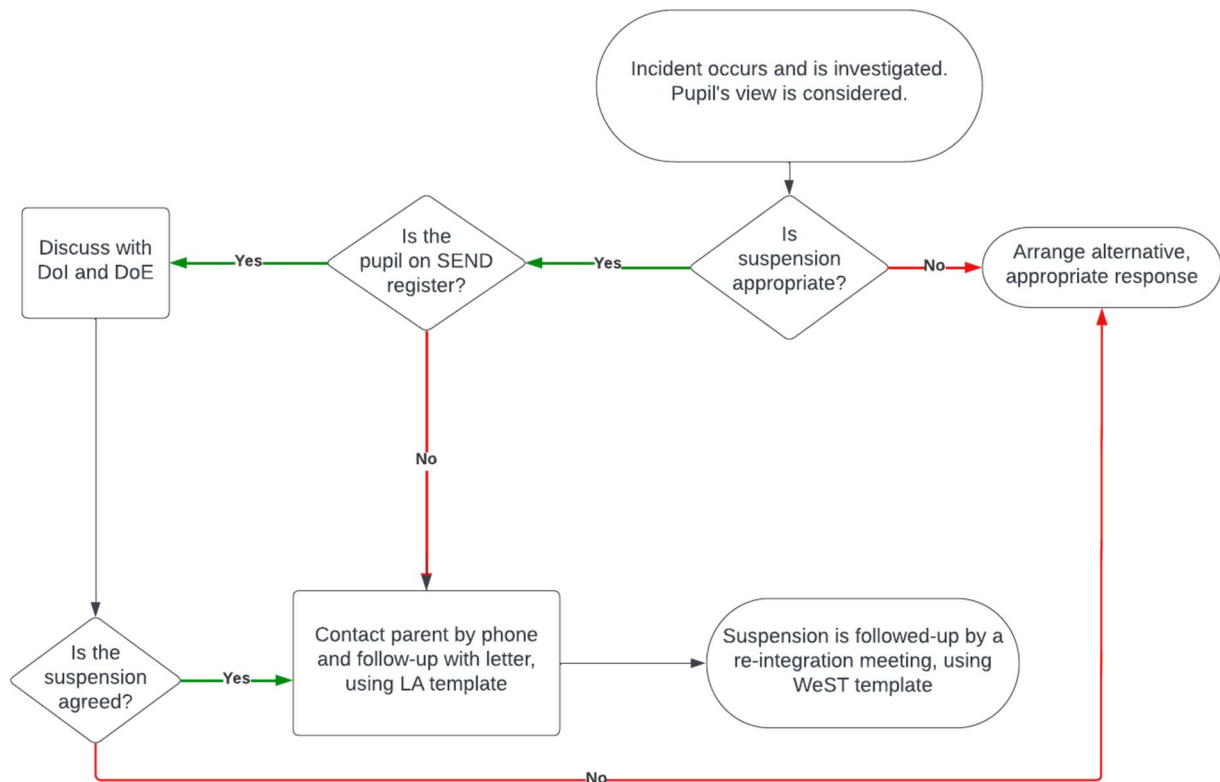 Incident occurs and is investigated.
Pupil's view is considered.
Is
suspension
appropriate?
Yes
No
Arrange alternative,
appropriate response
Is the
pupil on SEND
register?
Yes
No
Discuss with
DoI and DoE
Is the
suspension
agreed?
Yes
No
Contact parent by phone
and follow-up with letter,
using LA template
Suspension is followed-up by a
re-integration meeting, using
WeST template